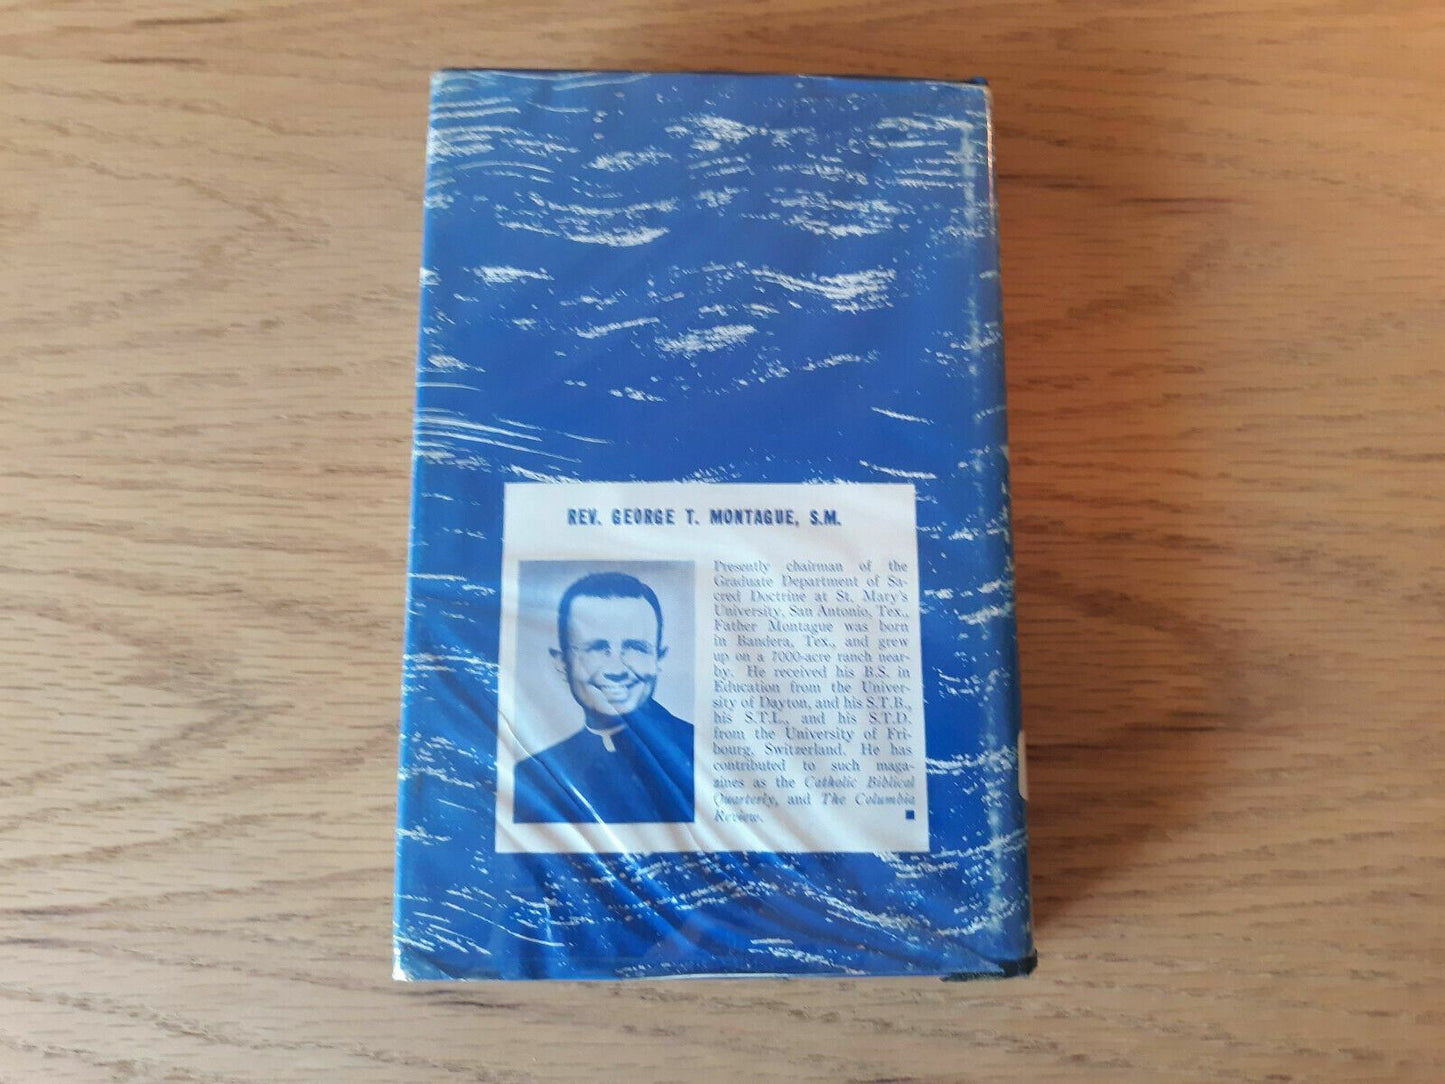 REV. GEORGE T. MONTAGUE, S.M.
Presently chairman of the
Graduate Department of Sa-
cred Doctrine at St. Mary's
University, San Antonio, Tex.,
Father Montague was born
in Bandera, Tex., and grew
up on a 7000-acre ranch near-
by. He received his B.S. in
Education from the Univer-
sity of Dayton, and his S.T.B.,
his S.T.L., and his S.T.D.
from the University of Fri-
bourg, Switzerland. He has
contributed to such maga-
zines as the Catholic Biblical
Quarterly, and The Columbia
Review.